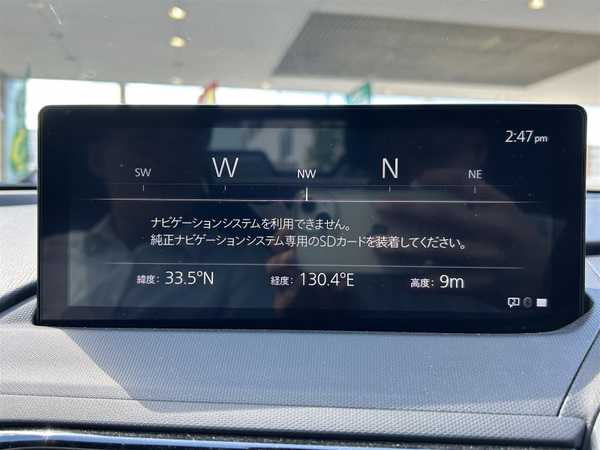 2:47pm
SW W NW N NE
ナビゲーションシステムを利用できません。
純正ナビゲーションシステム専用のSDカードを装着してください。
緯度: 33.5°N 経度: 130.4°E 高度: 9m